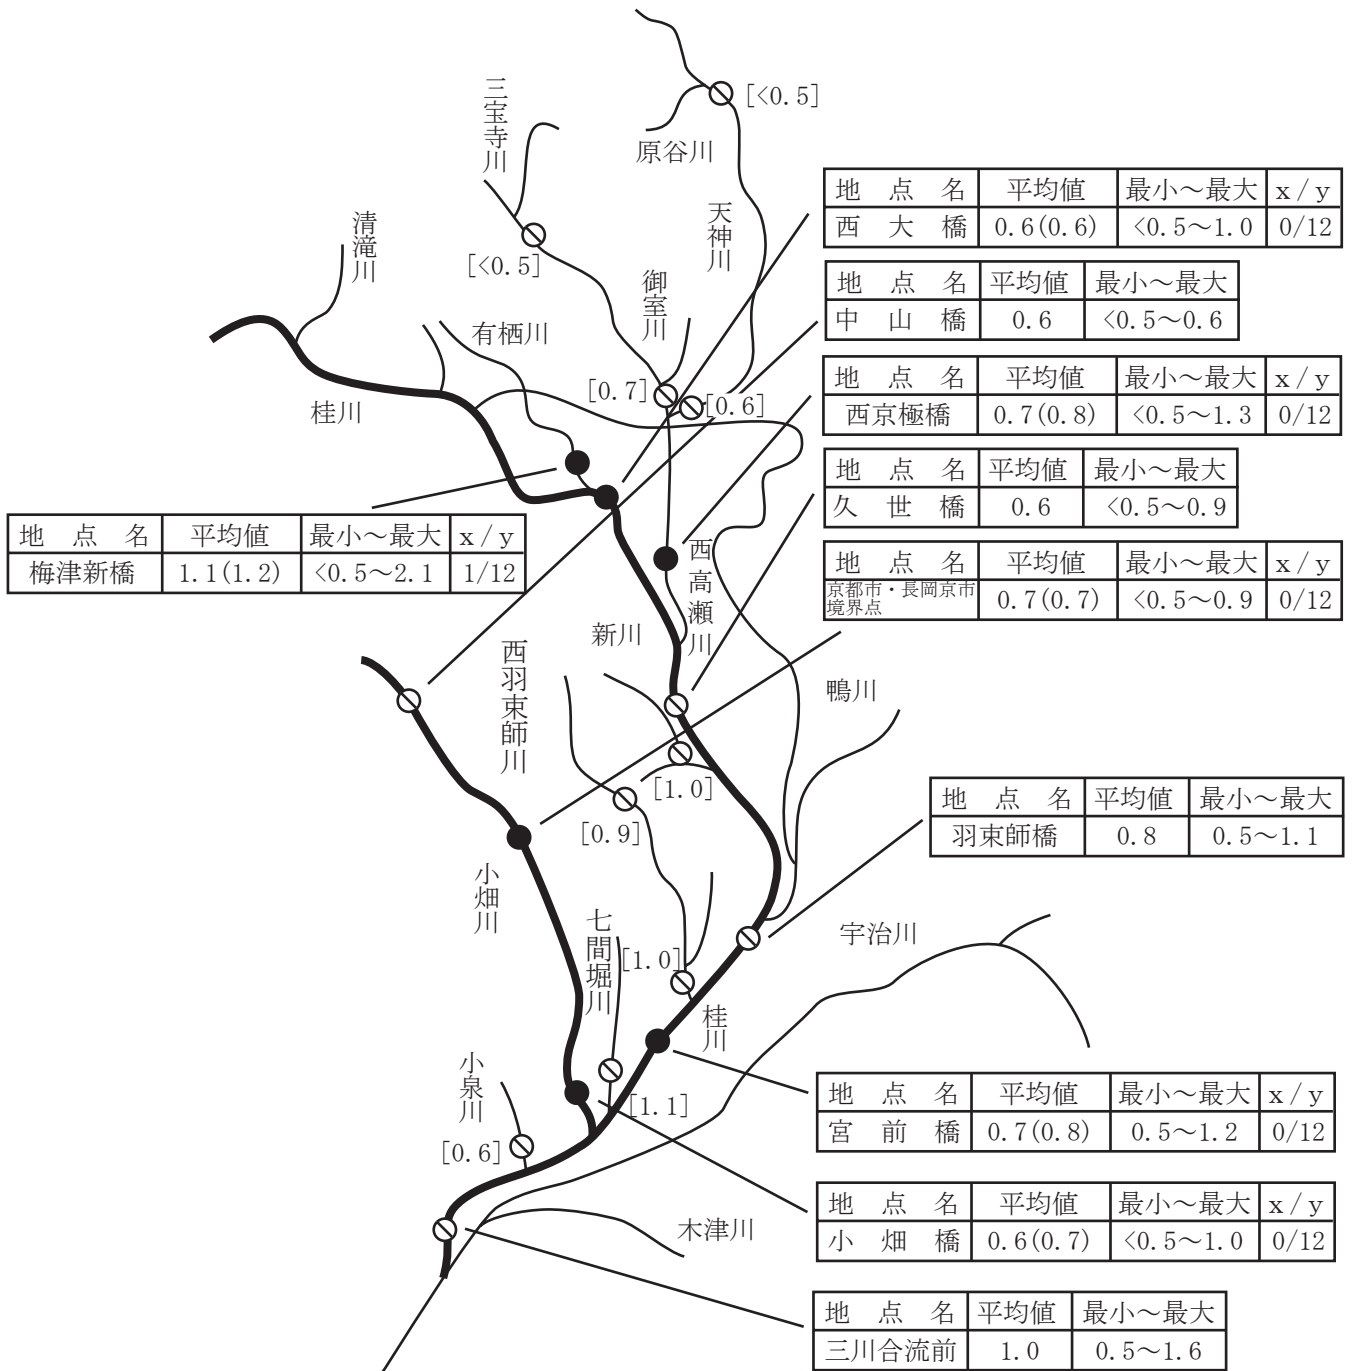 [<0.5]
三宝寺川
原谷川
天神川
清滝川
[<0.5]
御室川
有栖川
桂川
[0.7]
[0.6]
地　点　名 平均値 最小～最大 x/y
西　大　橋 0.6(0.6) <0.5～1.0 0/12
地　点　名 平均値 最小～最大
中　山　橋 0.6 <0.5～0.6
地　点　名 平均値 最小～最大 x/y
西京極橋 0.7(0.8) <0.5～1.3 0/12
地　点　名 平均値 最小～最大
久　世　橋 0.6 <0.5～0.9
地　点　名 平均値 最小～最大 x/y
梅津新橋 1.1(1.2) <0.5～2.1 1/12
地　点　名 平均値 最小～最大 x/y
京都市・長岡京市
境界点 0.7(0.7) <0.5～0.9 0/12
西高瀬川
新川
西羽束師川
鴨川
[1.0]
[0.9]
地　点　名 平均値 最小～最大
羽束師橋 0.8 0.5～1.1
小畑川
七間堀川
宇治川
[1.0]
桂川
小泉川
[1.1]
[0.6]
地　点　名 平均値 最小～最大 x/y
宮　前　橋 0.7(0.8) 0.5～1.2 0/12
木津川
地　点　名 平均値 最小～最大 x/y
小　畑　橋 0.6(0.7) <0.5～1.0 0/12
地　点　名 平均値 最小～最大
三川合流前 1.0 0.5～1.6